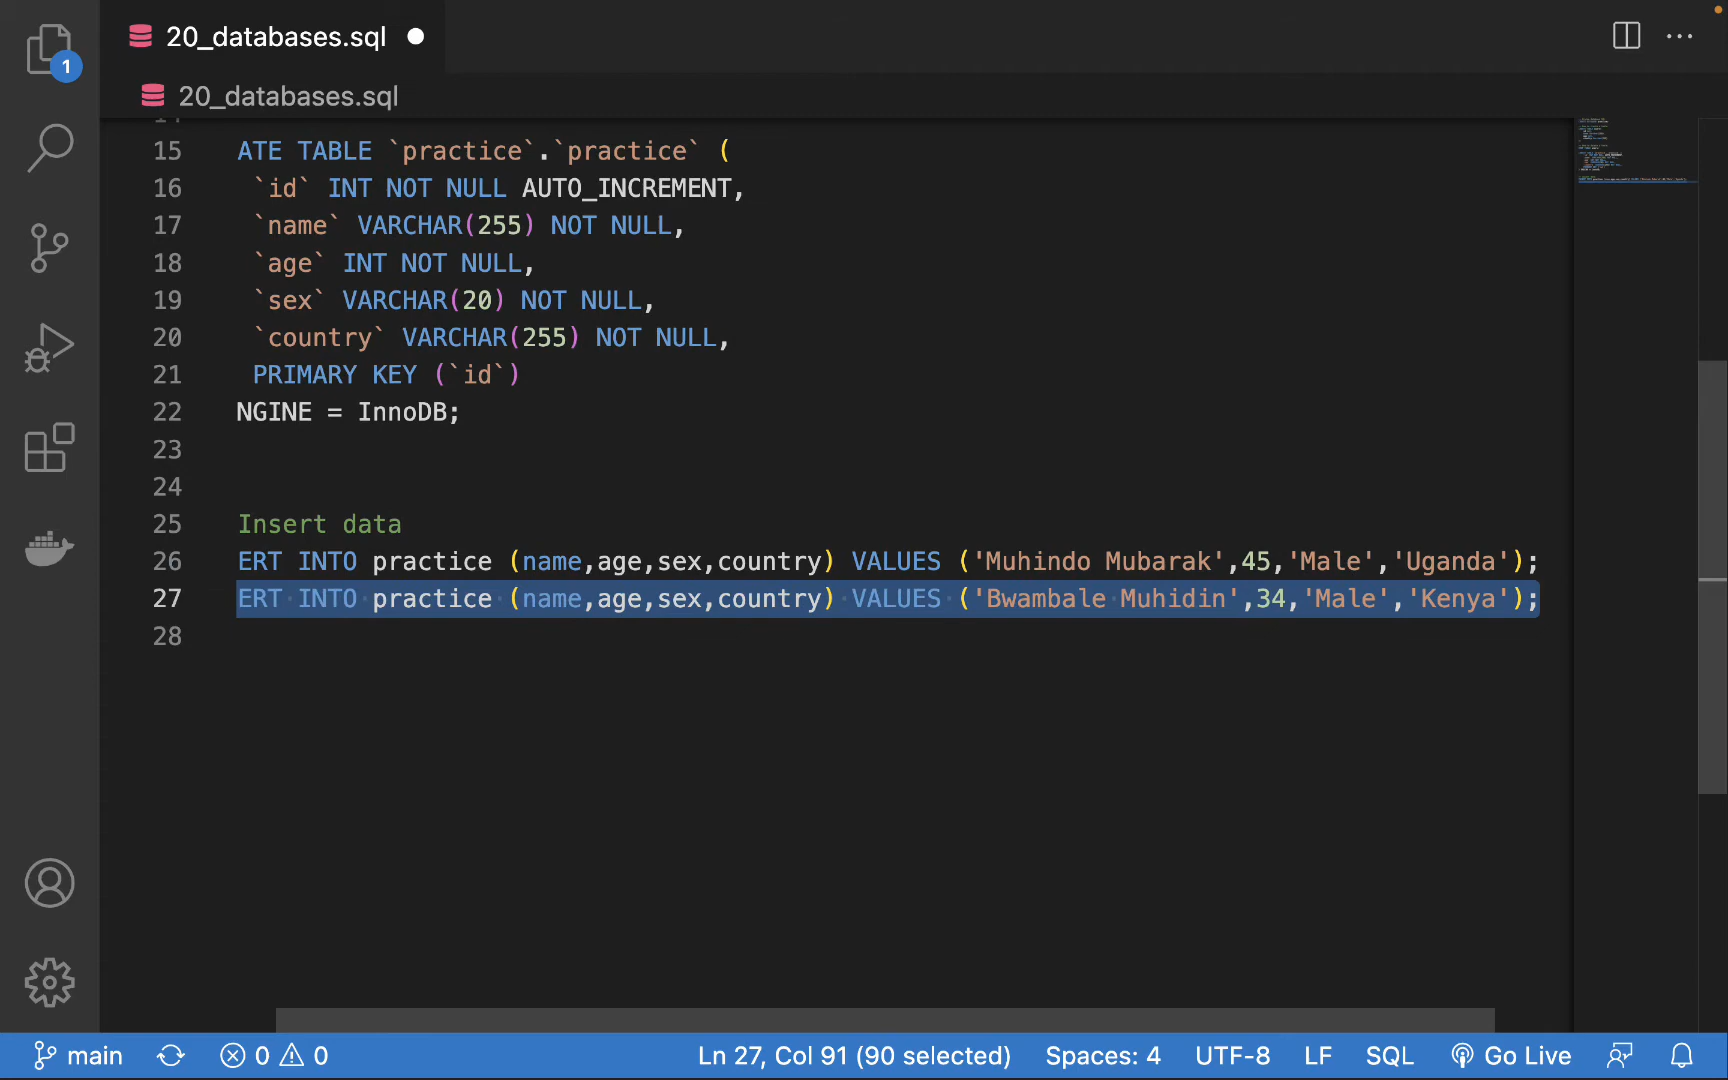 1
20_databases.sql
20_databases.sql
14
15 ATE TABLE `practice`.`practice` (
16 `id` INT NOT NULL AUTO_INCREMENT,
17 `name` VARCHAR(255) NOT NULL,
18 `age` INT NOT NULL,
19 `sex` VARCHAR(20) NOT NULL,
20 `country` VARCHAR(255) NOT NULL,
21 PRIMARY KEY (`id`)
22 NGINE = InnoDB;
23
24
25 Insert data
26 ERT INTO practice (name,age,sex,country) VALUES ('Muhindo Mubarak',45,'Male','Uganda');
27 ERT INTO practice (name,age,sex,country) VALUES ('Bwambale Muhidin',34,'Male','Kenya');
28
main 0 0 Ln 27, Col 91 (90 selected) Spaces: 4 UTF-8 LF SQL Go Live